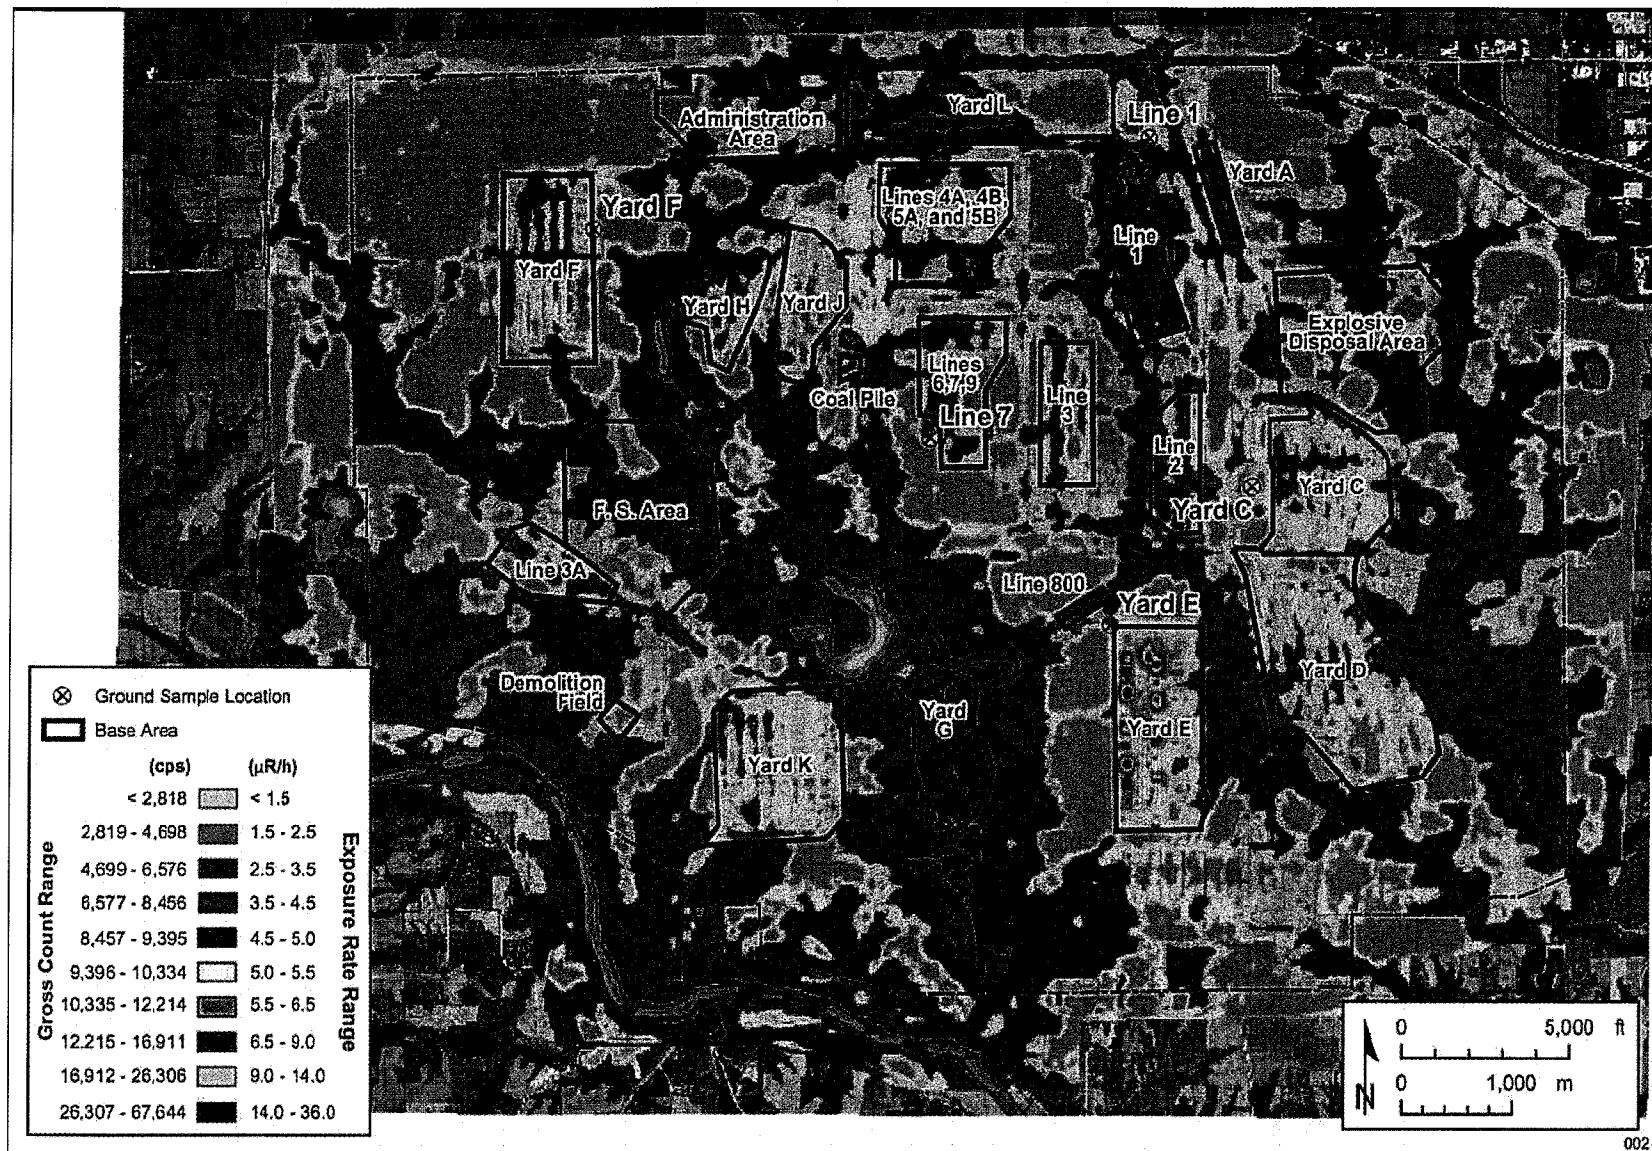 Administration
Area
Yard L
Line 1
Yard A
Lines 4A, 4B,
5A, and 5B
Yard F
Line
1
Yard F
Yard H
Yard J
Explosive
Disposal Area
Lines
6,7,9
Line
3
Coal Pile
Line 7
Line
2
Yard C
Yard C
F. S. Area
Line 3A
Line 800
Yard E
Yard D
Demolition
Field
Yard
G
Yard E
Yard K
Ground Sample Location
Base Area
(cps) (μR/h)
Gross Count Range
Exposure Rate Range
< 2,818 < 1.5
2,819 - 4,698 1.5 - 2.5
4,699 - 6,576 2.5 - 3.5
6,577 - 8,456 3.5 - 4.5
8,457 - 9,395 4.5 - 5.0
9,396 - 10,334 5.0 - 5.5
10,335 - 12,214 5.5 - 6.5
12,215 - 16,911 6.5 - 9.0
16,912 - 26,306 9.0 - 14.0
26,307 - 67,644 14.0 - 36.0
0 5,000 ft
0 1,000 m
N
002